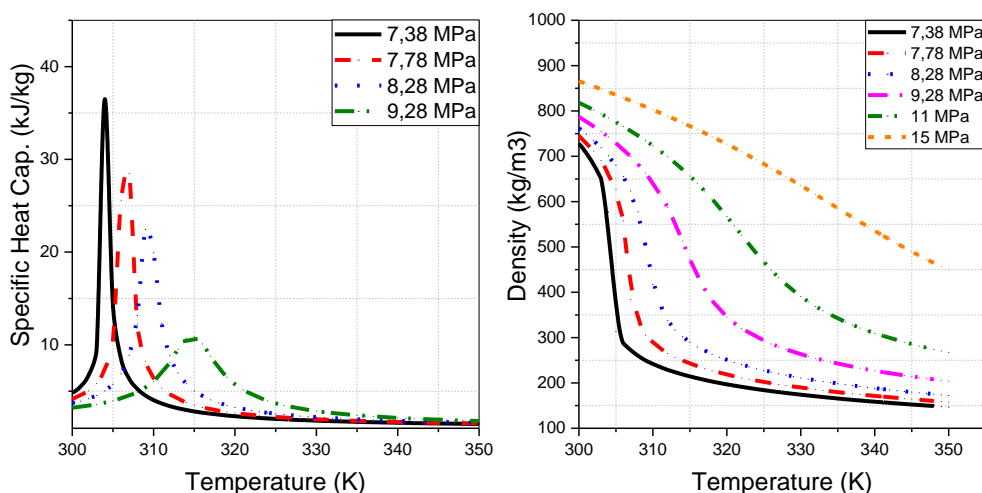 7,38 MPa
7,78 MPa
8,28 MPa
9,28 MPa
Specific Heat Cap. (kJ/kg)
40
30
20
10
300 310 320 330 340 350
Temperature (K)
7,38 MPa
7,78 MPa
8,28 MPa
9,28 MPa
11 MPa
15 MPa
Density (kg/m3)
1000
900
800
700
600
500
400
300
200
100
300 310 320 330 340 350
Temperature (K)